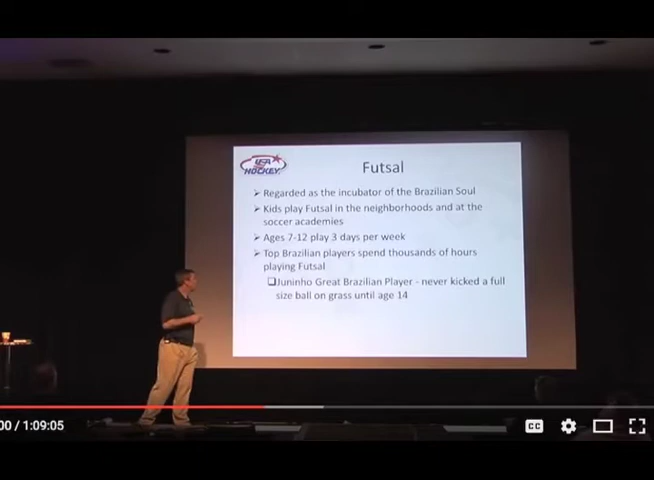 USA
HOCKEY
Futsal
Regarded as the incubator of the Brazilian Soul
Kids play Futsal in the neighborhoods and at the
soccer academies
Ages 7-12 play 3 days per week
Top Brazilian players spend thousands of hours
playing Futsal
Juninho Great Brazilian Player - never kicked a full
size ball on grass until age 14
00 / 1:09:05
CC